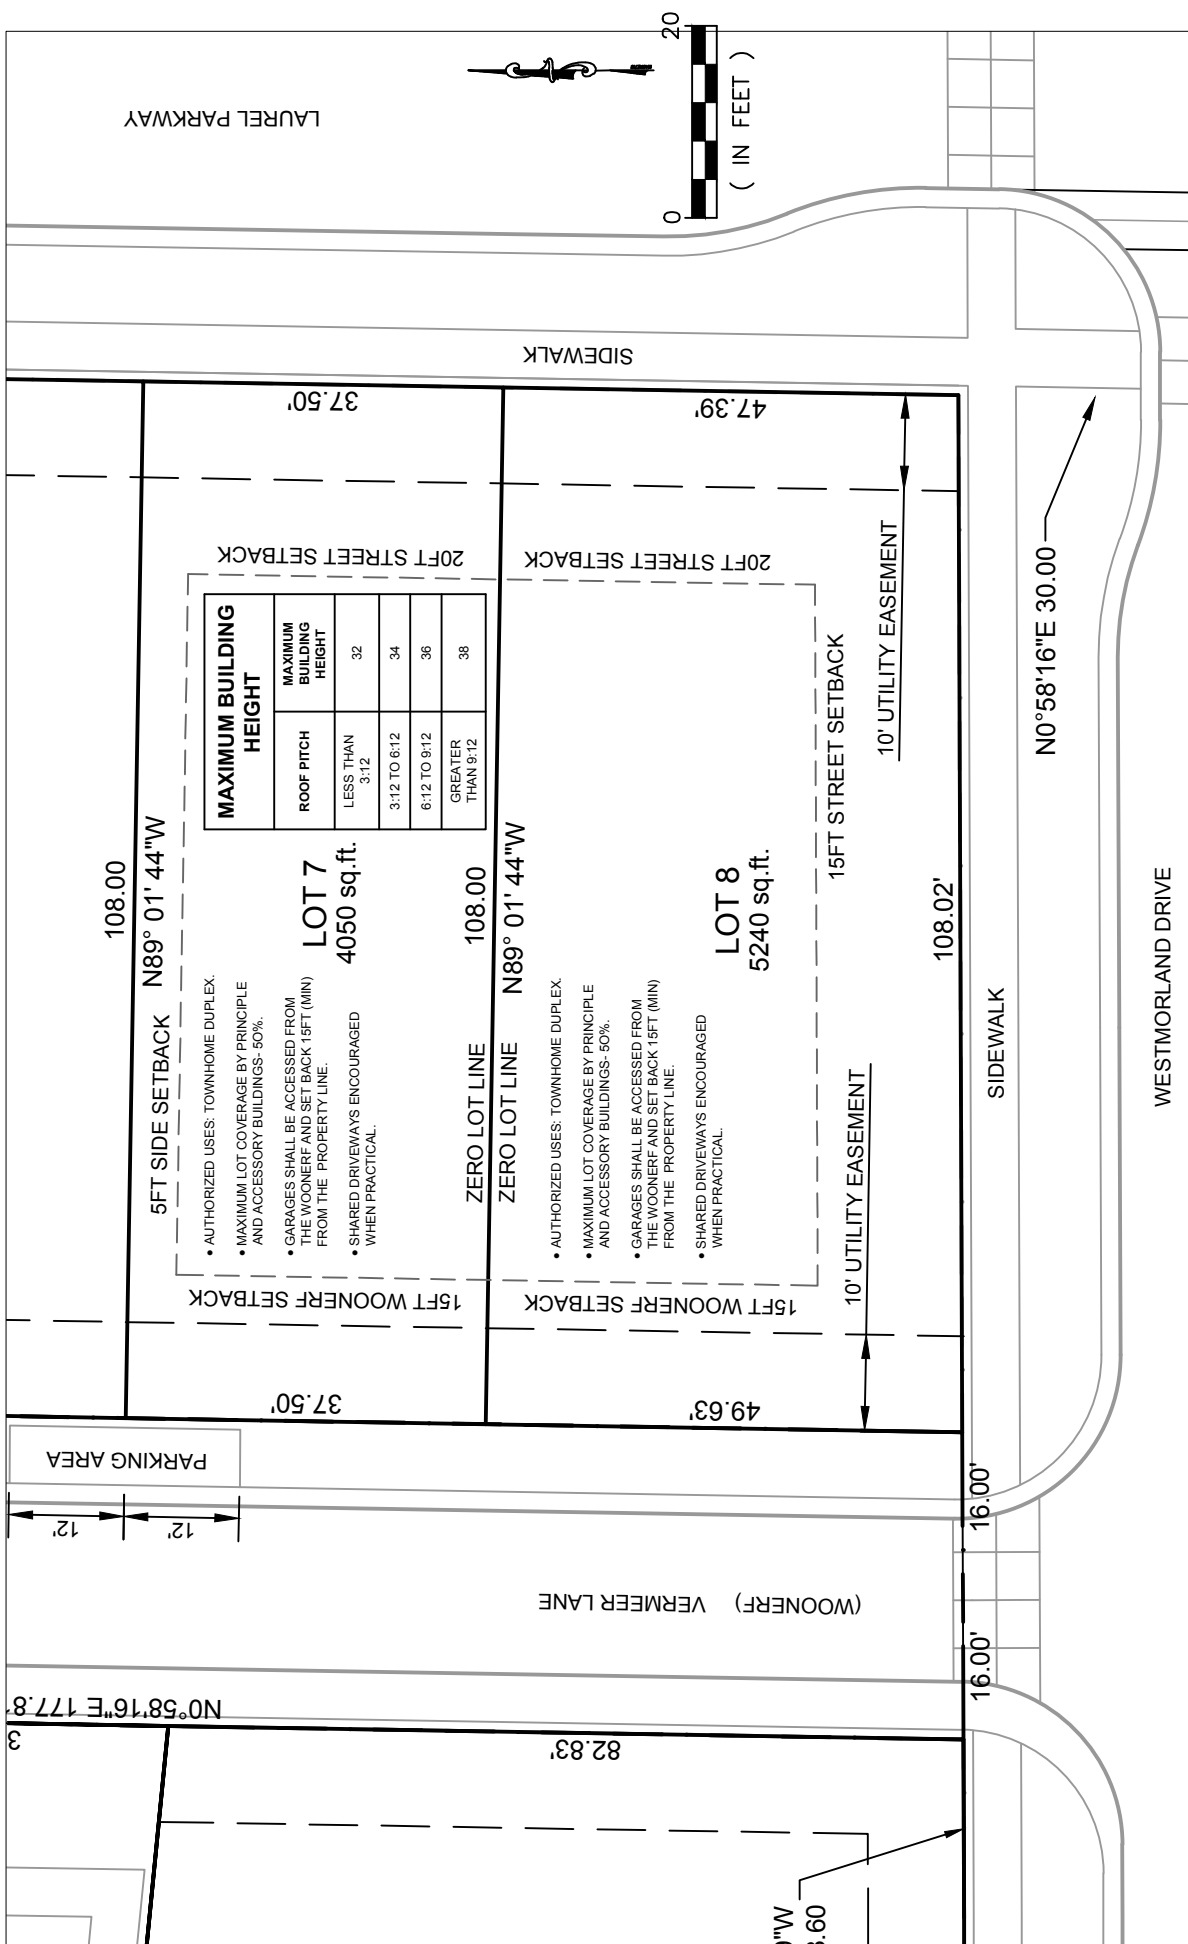 LAUREL PARKWAY
0
20
( IN FEET )
SIDEWALK
37.50'
47.39'
20FT STREET SETBACK
20FT STREET SETBACK
MAXIMUM BUILDING
HEIGHT
ROOF PITCH
MAXIMUM
BUILDING
HEIGHT
LESS THAN
3:12
32
3:12 TO 6:12
34
6:12 TO 9:12
36
GREATER
THAN 9:12
38
108.00
N89° 01' 44"W
5FT SIDE SETBACK
LOT 7
4050 sq.ft.
• AUTHORIZED USES: TOWNHOME DUPLEX.
• MAXIMUM LOT COVERAGE BY PRINCIPLE
AND ACCESSORY BUILDINGS- 50%.
• GARAGES SHALL BE ACCESSED FROM
THE WOONERF AND SET BACK 15FT (MIN)
FROM THE PROPERTY LINE.
• SHARED DRIVEWAYS ENCOURAGED
WHEN PRACTICAL.
108.00
ZERO LOT LINE
ZERO LOT LINE
N89° 01' 44"W
LOT 8
5240 sq.ft.
• AUTHORIZED USES: TOWNHOME DUPLEX.
• MAXIMUM LOT COVERAGE BY PRINCIPLE
AND ACCESSORY BUILDINGS- 50%.
• GARAGES SHALL BE ACCESSED FROM
THE WOONERF AND SET BACK 15FT (MIN)
FROM THE PROPERTY LINE.
• SHARED DRIVEWAYS ENCOURAGED
WHEN PRACTICAL.
15FT STREET SETBACK
10' UTILITY EASEMENT
10' UTILITY EASEMENT
108.02'
SIDEWALK
N0°58'16"E 30.00
WESTMORLAND DRIVE
15FT WOONERF SETBACK
15FT WOONERF SETBACK
37.50'
49.63'
PARKING AREA
12'
12'
16.00'
16.00'
VERMEER LANE
(WOONERF)
N0°58'16"E 177.8
3
82.83'
"W
.60